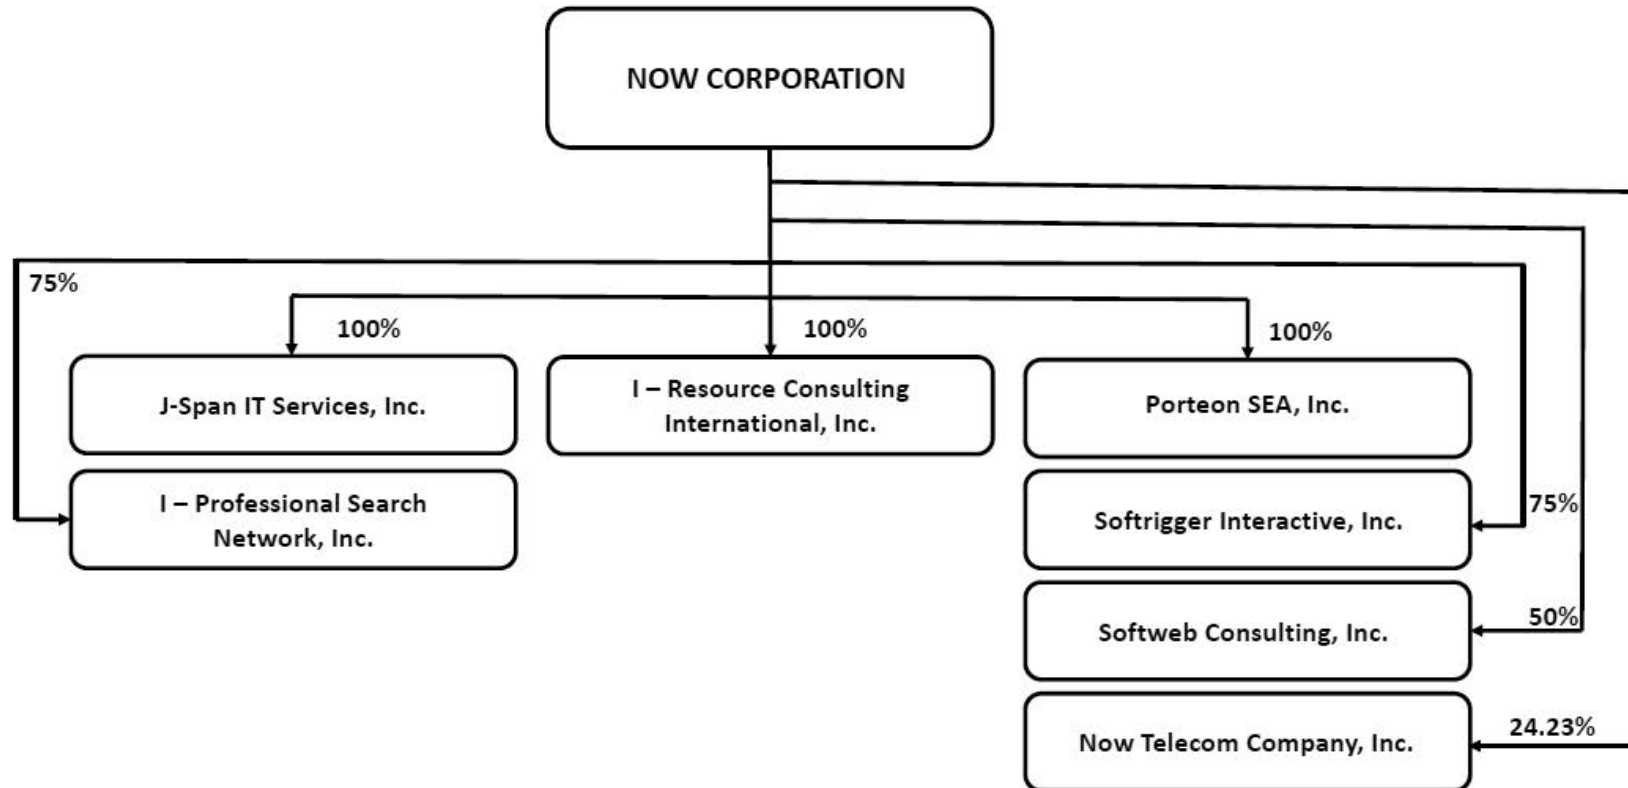 NOW CORPORATION
75%
100%
100%
100%
J-Span IT Services, Inc.
I – Resource Consulting
International, Inc.
Porteon SEA, Inc.
I – Professional Search
Network, Inc.
Softrigger Interactive, Inc.
75%
Softweb Consulting, Inc.
50%
Now Telecom Company, Inc.
24.23%